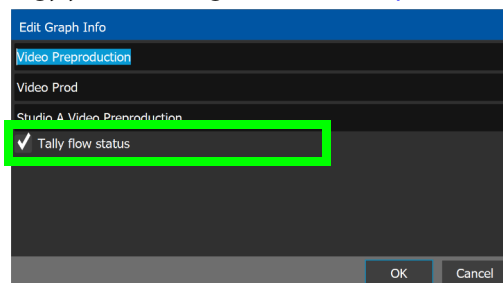 Edit Graph Info
Video Preproduction
Video Prod
Studio A Video Preproduction
Tally flow status
OK Cancel